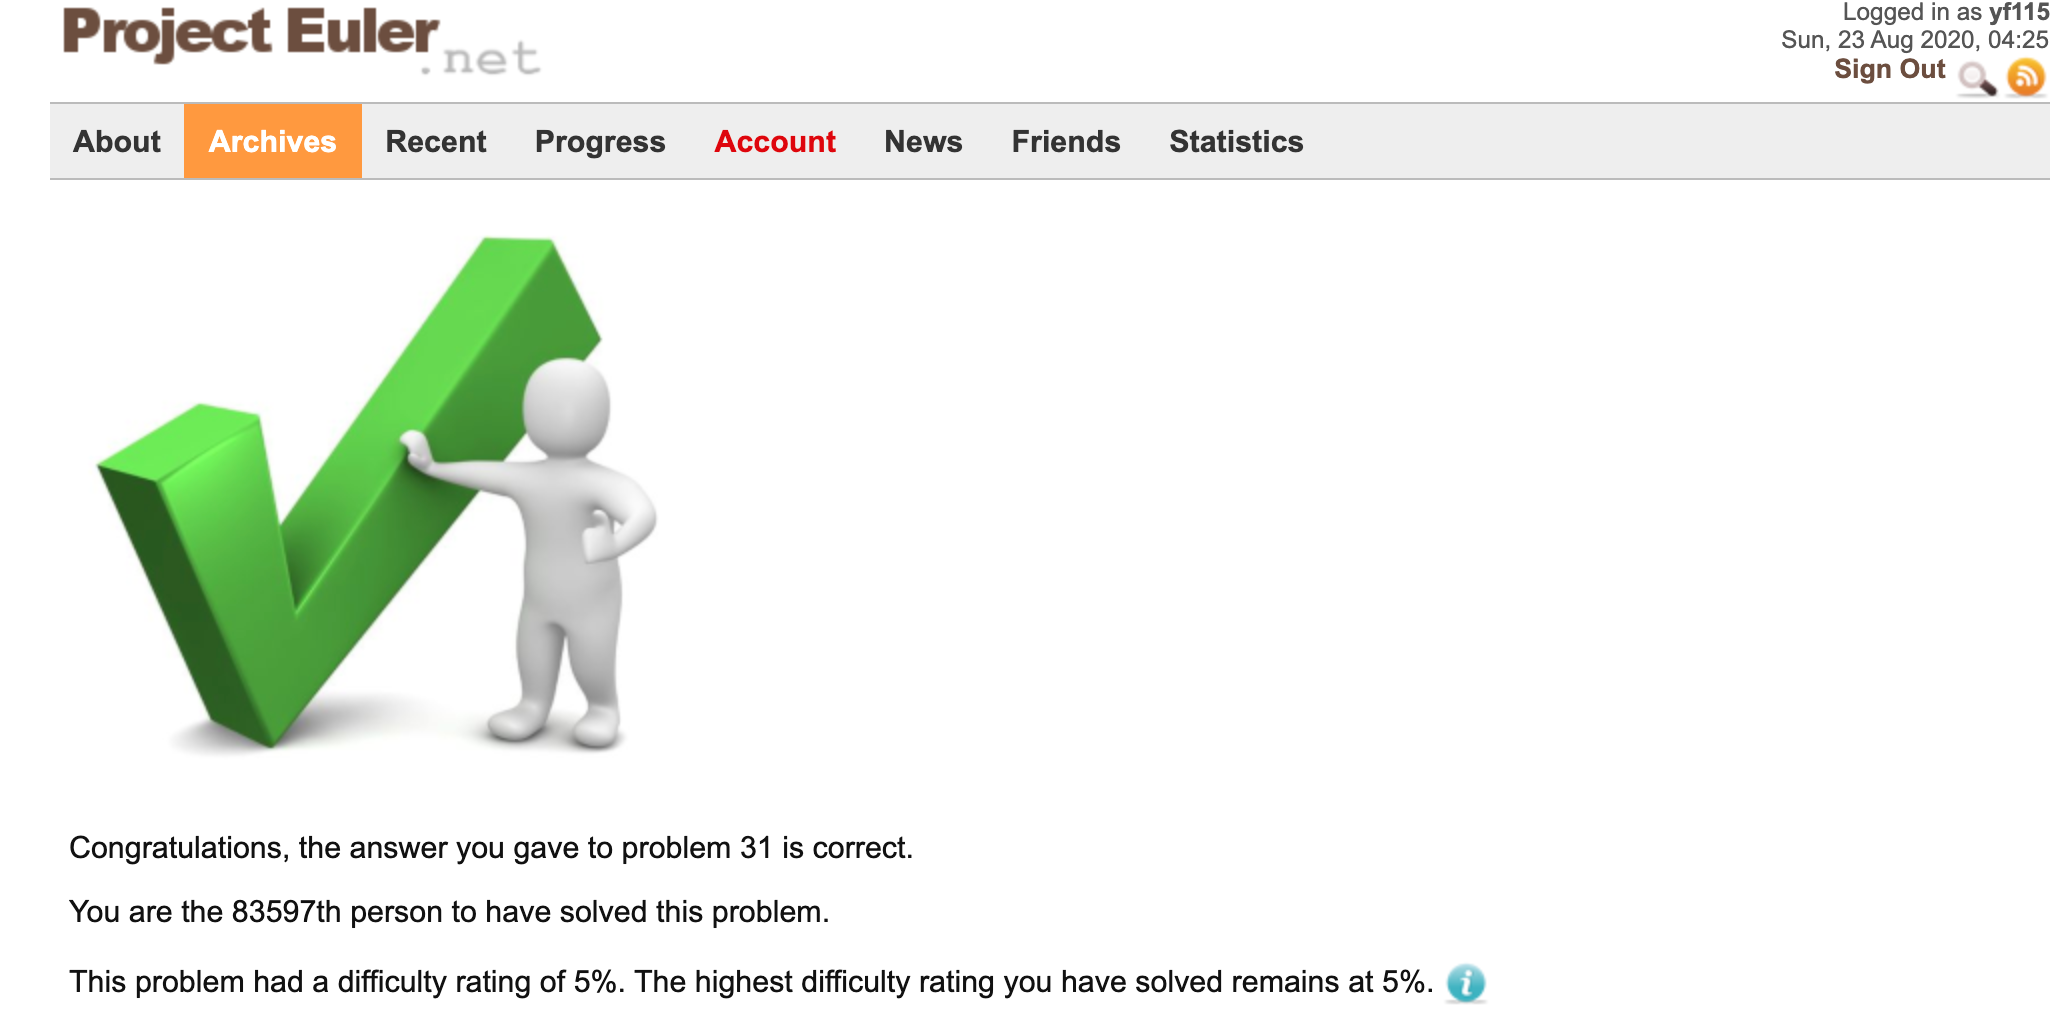 Project Euler
.net
Logged in as yf115
Sun, 23 Aug 2020, 04:25
Sign Out
About Archives Recent Progress Account News Friends Statistics
Congratulations, the answer you gave to problem 31 is correct.
You are the 83597th person to have solved this problem.
This problem had a difficulty rating of 5%. The highest difficulty rating you have solved remains at 5%. i